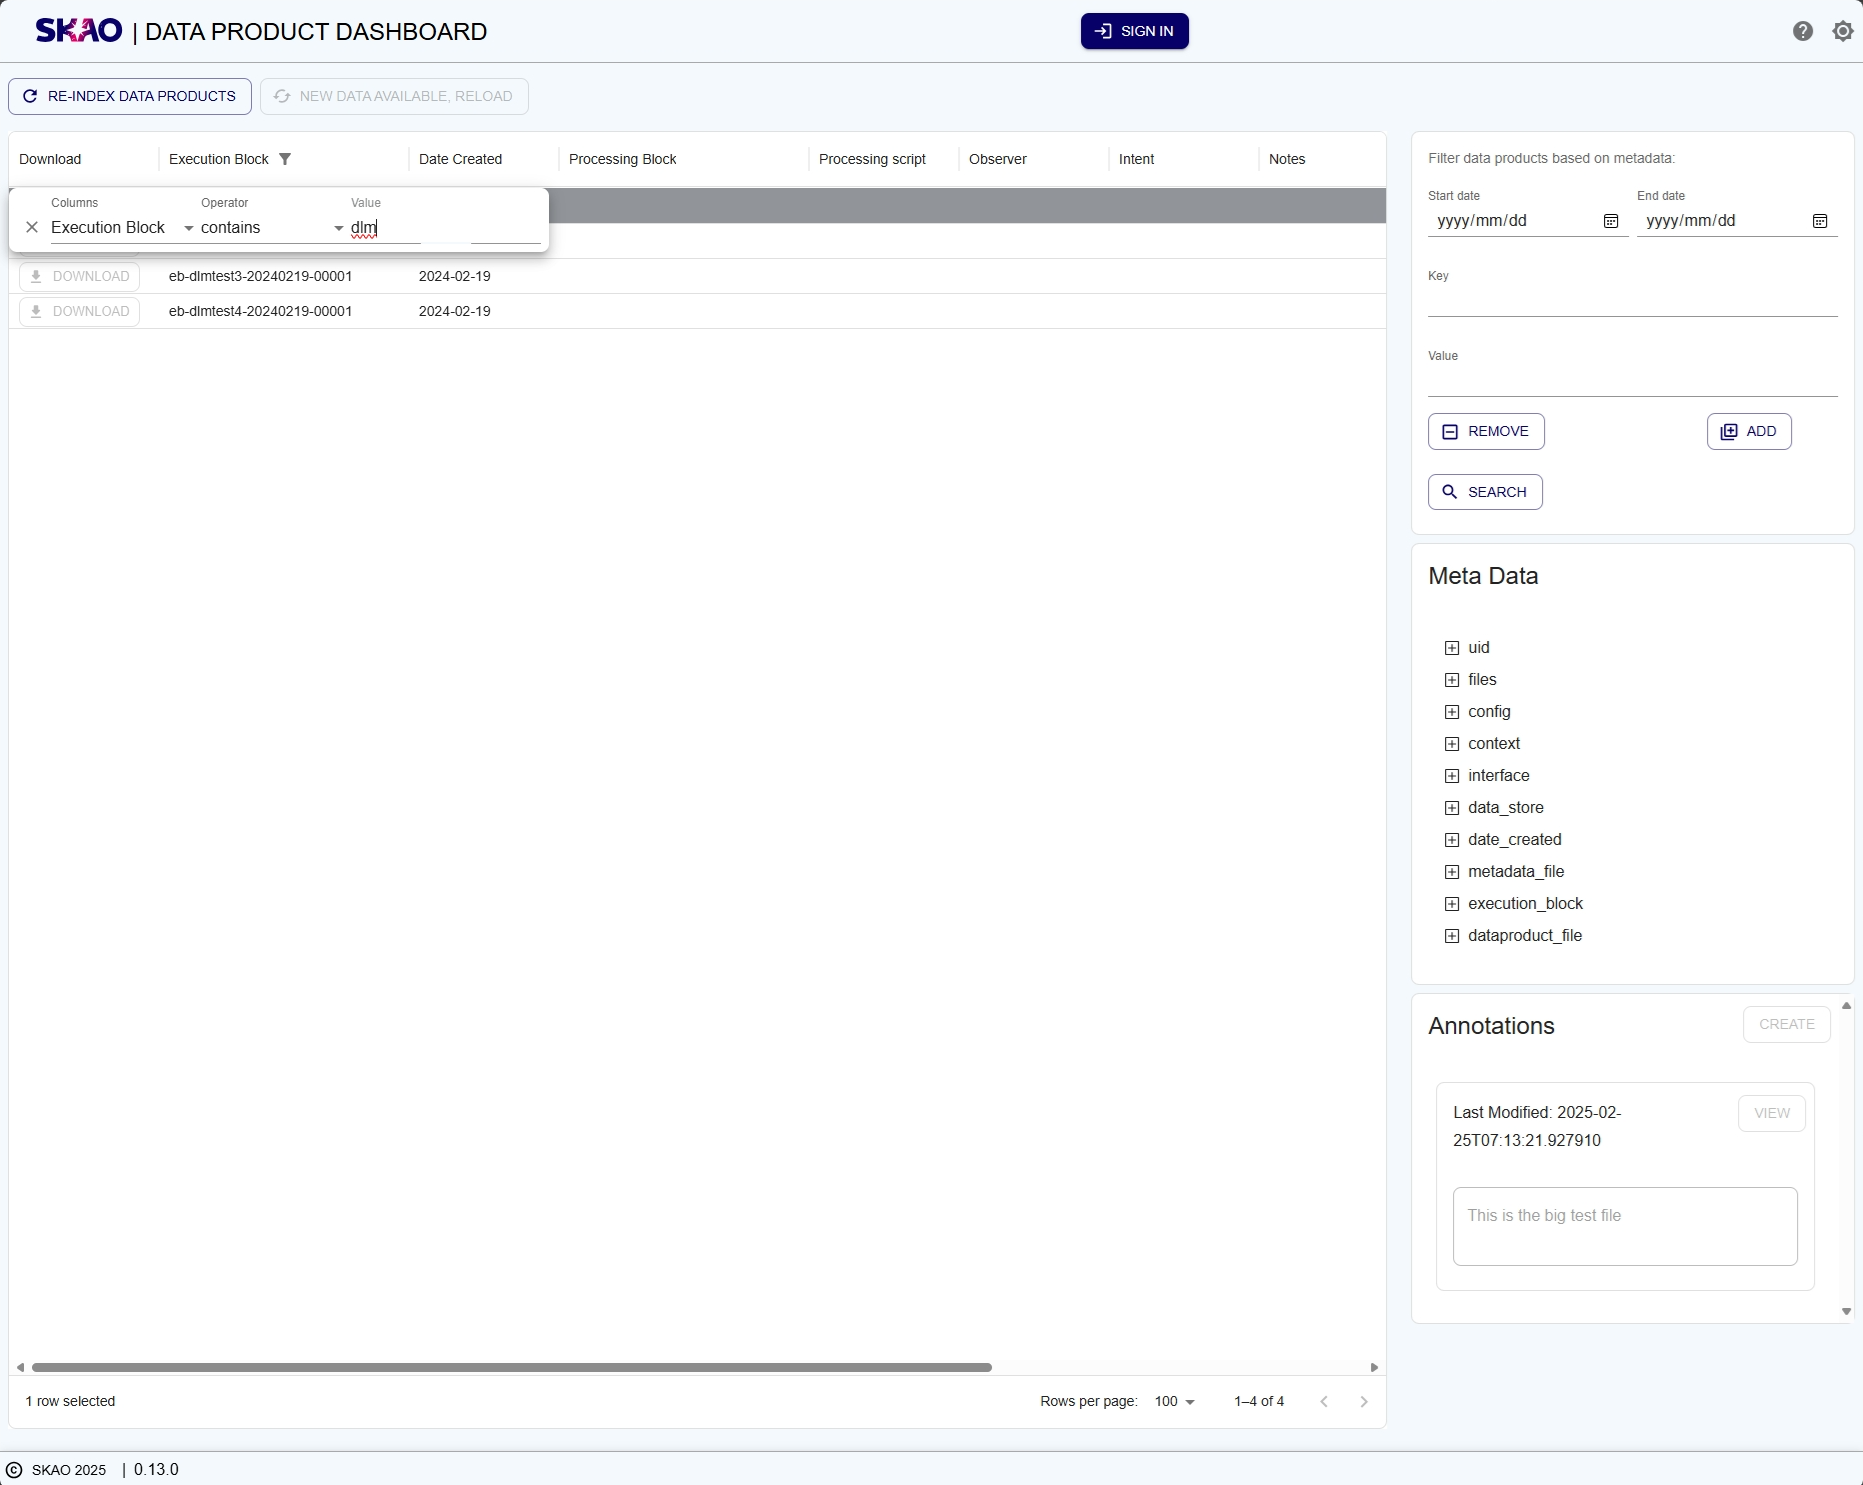 SKAO | DATA PRODUCT DASHBOARD
SIGN IN
RE-INDEX DATA PRODUCTS
NEW DATA AVAILABLE, RELOAD
Download Execution Block Date Created Processing Block Processing script Observer Intent Notes
Columns Operator Value
Execution Block contains dlm
DOWNLOAD eb-dlmtest3-20240219-00001 2024-02-19
DOWNLOAD eb-dlmtest4-20240219-00001 2024-02-19
1 row selected
Rows per page: 100 1–4 of 4
Filter data products based on metadata:
Start date End date
yyyy/mm/dd yyyy/mm/dd
Key
Value
REMOVE ADD
SEARCH
Meta Data
uid
files
config
context
interface
data_store
date_created
metadata_file
execution_block
dataproduct_file
Annotations CREATE
Last Modified: 2025-02-
25T07:13:21.927910
VIEW
This is the big test file
© SKAO 2025 | 0.13.0